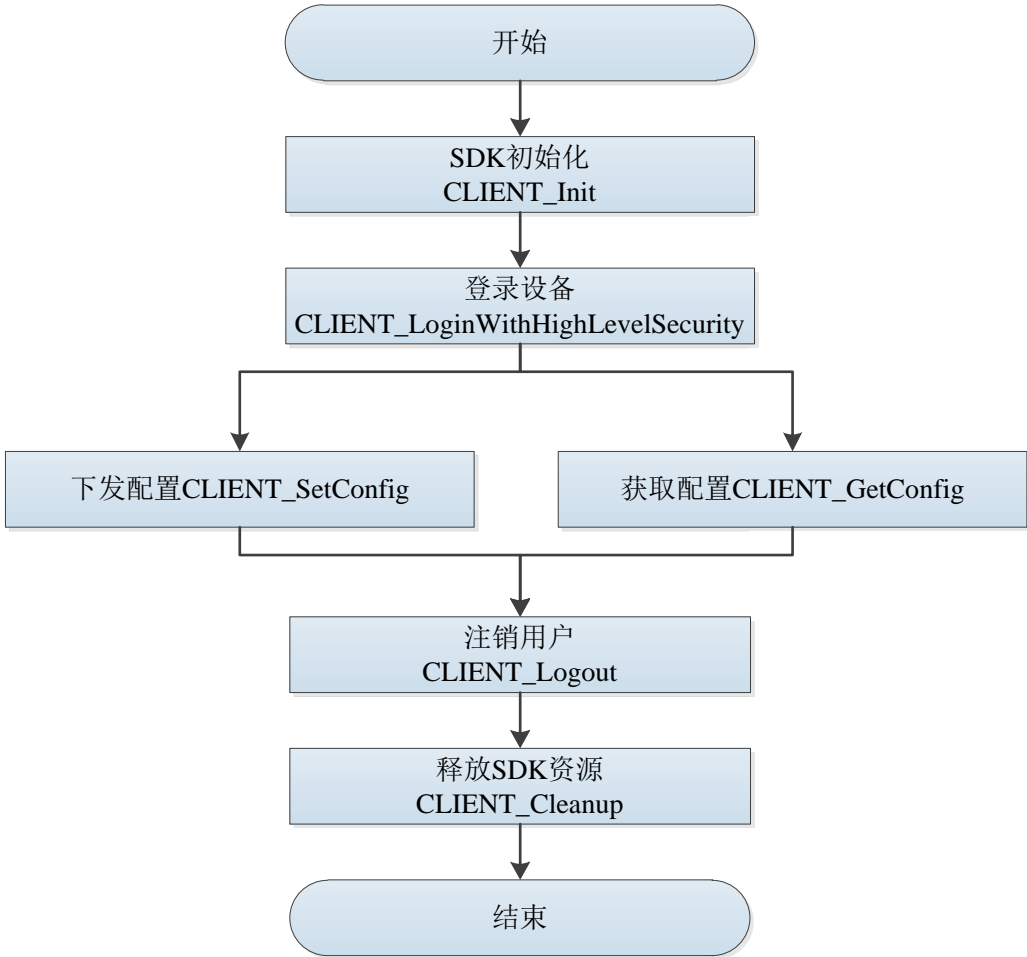 开始
SDK初始化
CLIENT_Init
登录设备
CLIENT_LoginWithHighLevelSecurity
下发配置CLIENT_SetConfig
获取配置CLIENT_GetConfig
注销用户
CLIENT_Logout
释放SDK资源
CLIENT_Cleanup
结束